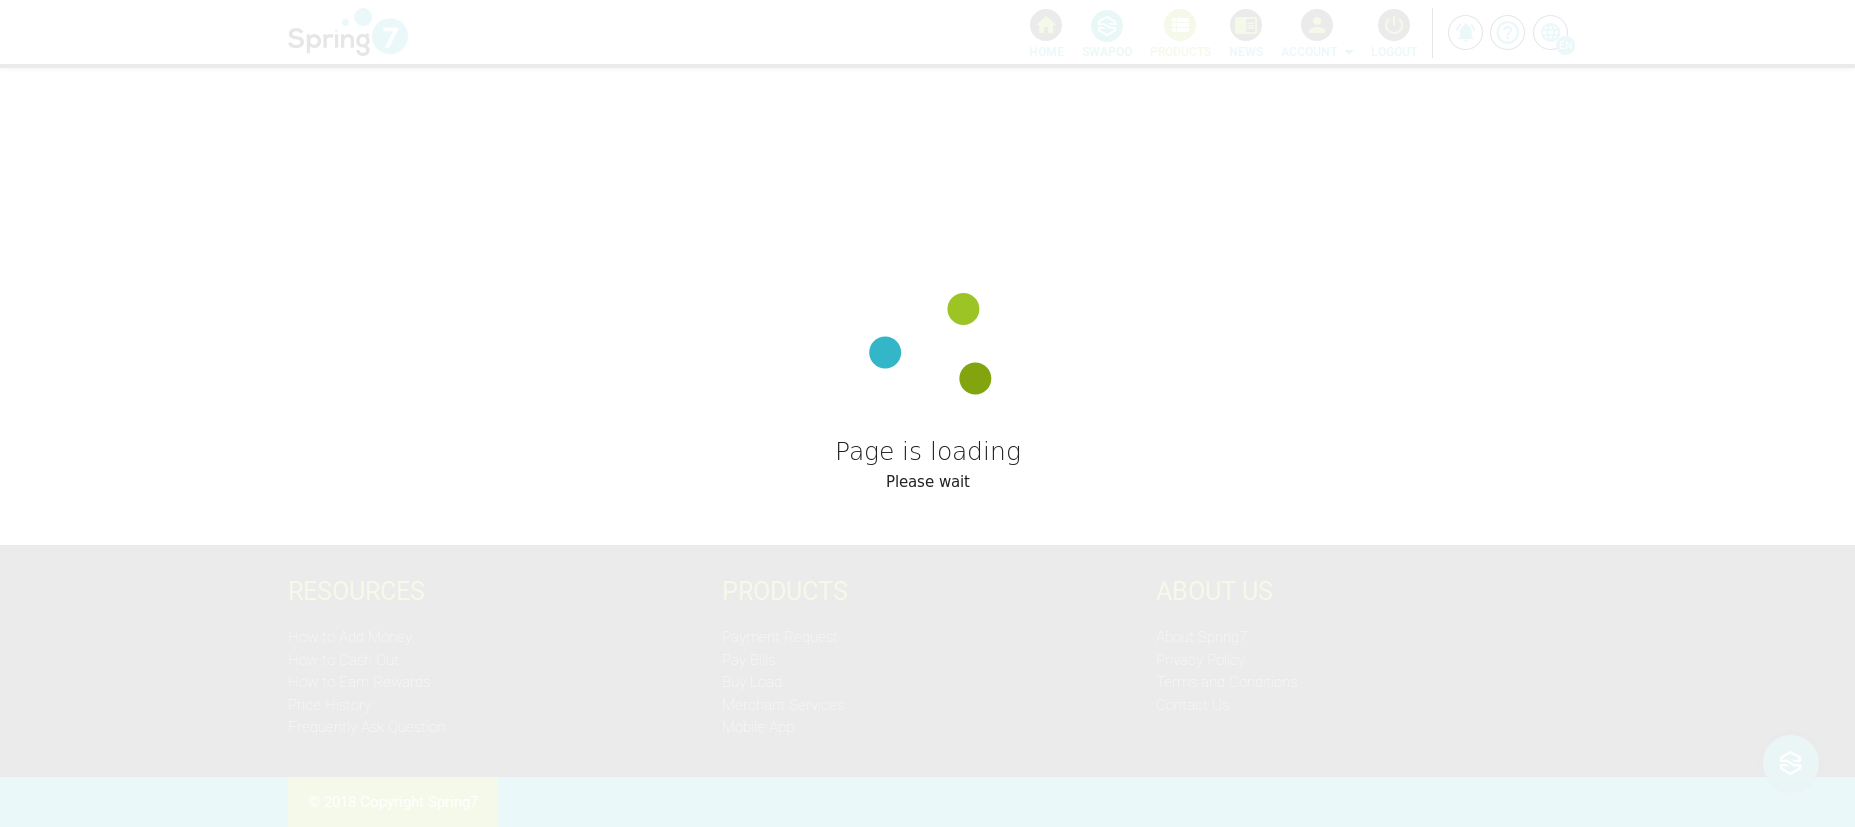 Spring 7
HOME SWAPOO PRODUCTS NEWS ACCOUNT LOGOUT
EN
Page is loading
Please wait
RESOURCES
How to Add Money
How to Cash Out
How to Earn Rewards
Price History
Frequently Ask Question
PRODUCTS
Payment Request
Pay Bills
Buy Load
Merchant Services
Mobile App
ABOUT US
About Spring7
Privacy Policy
Terms and Conditions
Contact Us
© 2018 Copyright Spring7